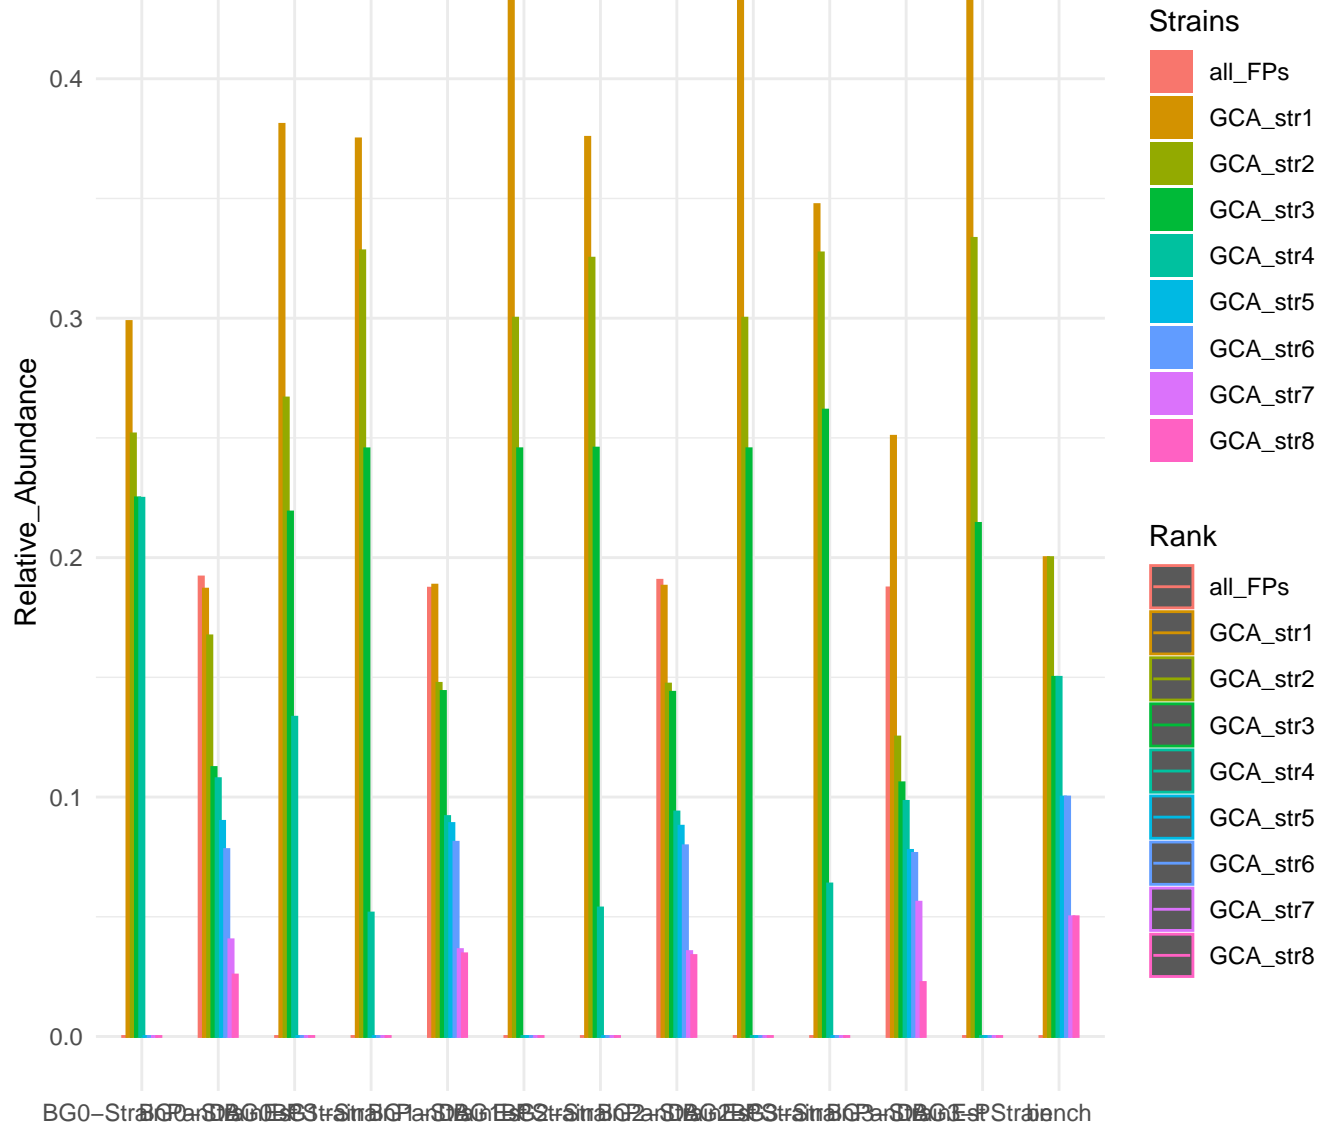 Strains
all_FPs
GCA_str1
GCA_str2
GCA_str3
GCA_str4
GCA_str5
GCA_str6
GCA_str7
GCA_str8
Rank
all_FPs
GCA_str1
GCA_str2
GCA_str3
GCA_str4
GCA_str5
GCA_str6
GCA_str7
GCA_str8
Relative_Abundance
0.4
0.3
0.2
0.1
0.0